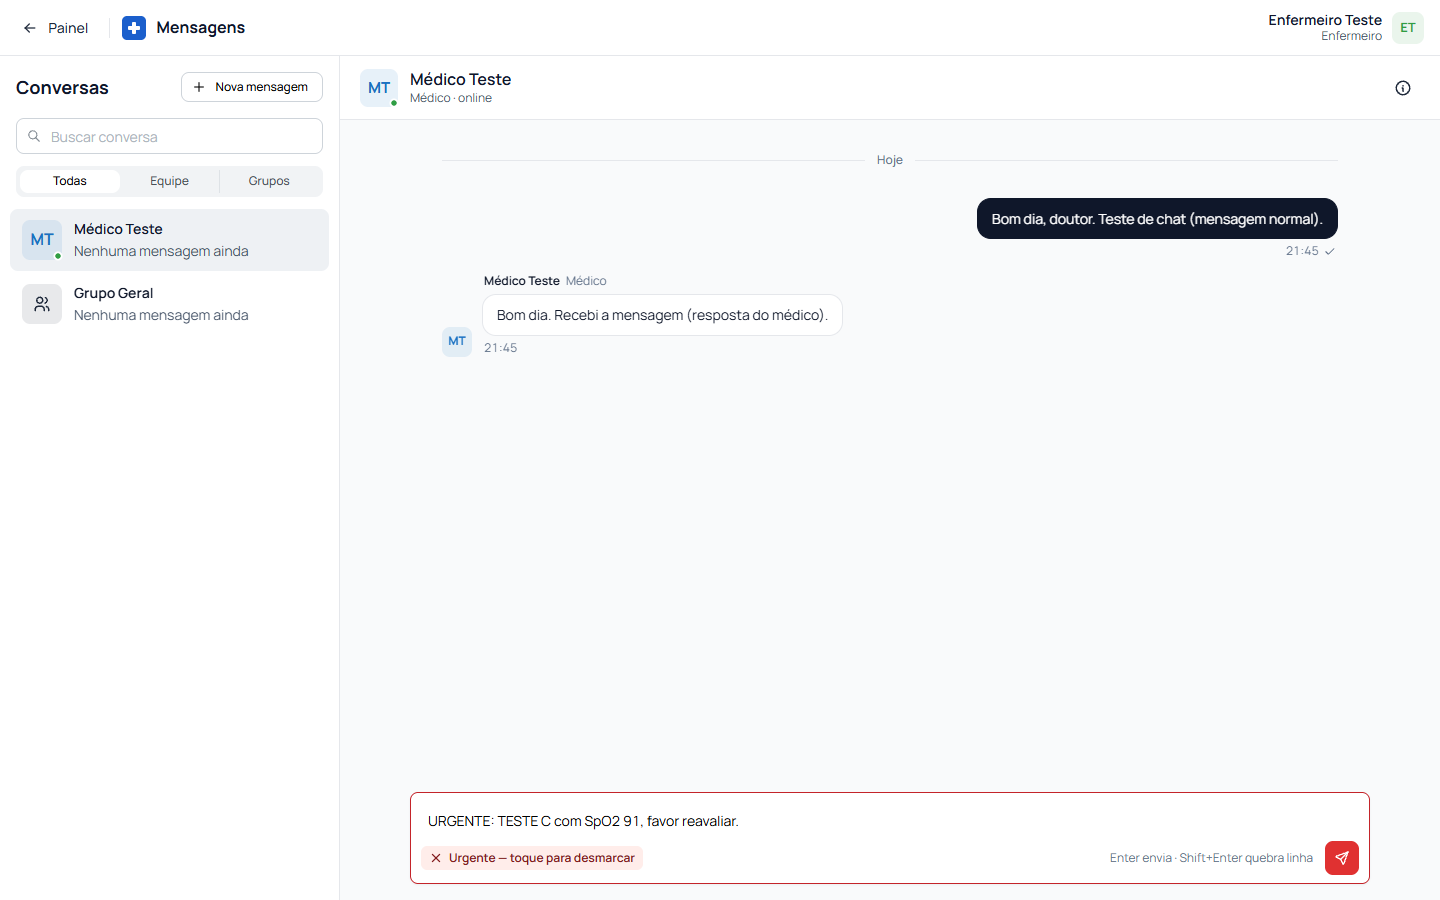 Painel
Mensagens
Enfermeiro Teste
Enfermeiro
ET
Conversas
Nova mensagem
Buscar conversa
Todas
Equipe
Grupos
MT
Médico Teste
Nenhuma mensagem ainda
Grupo Geral
Nenhuma mensagem ainda
MT
Médico Teste
Médico · online
Hoje
Bom dia, doutor. Teste de chat (mensagem normal).
21:45
Médico Teste Médico
Bom dia. Recebi a mensagem (resposta do médico).
MT
21:45
URGENTE: TESTE C com SpO2 91, favor reavaliar.
Urgente — toque para desmarcar
Enter envia · Shift+Enter quebra linha